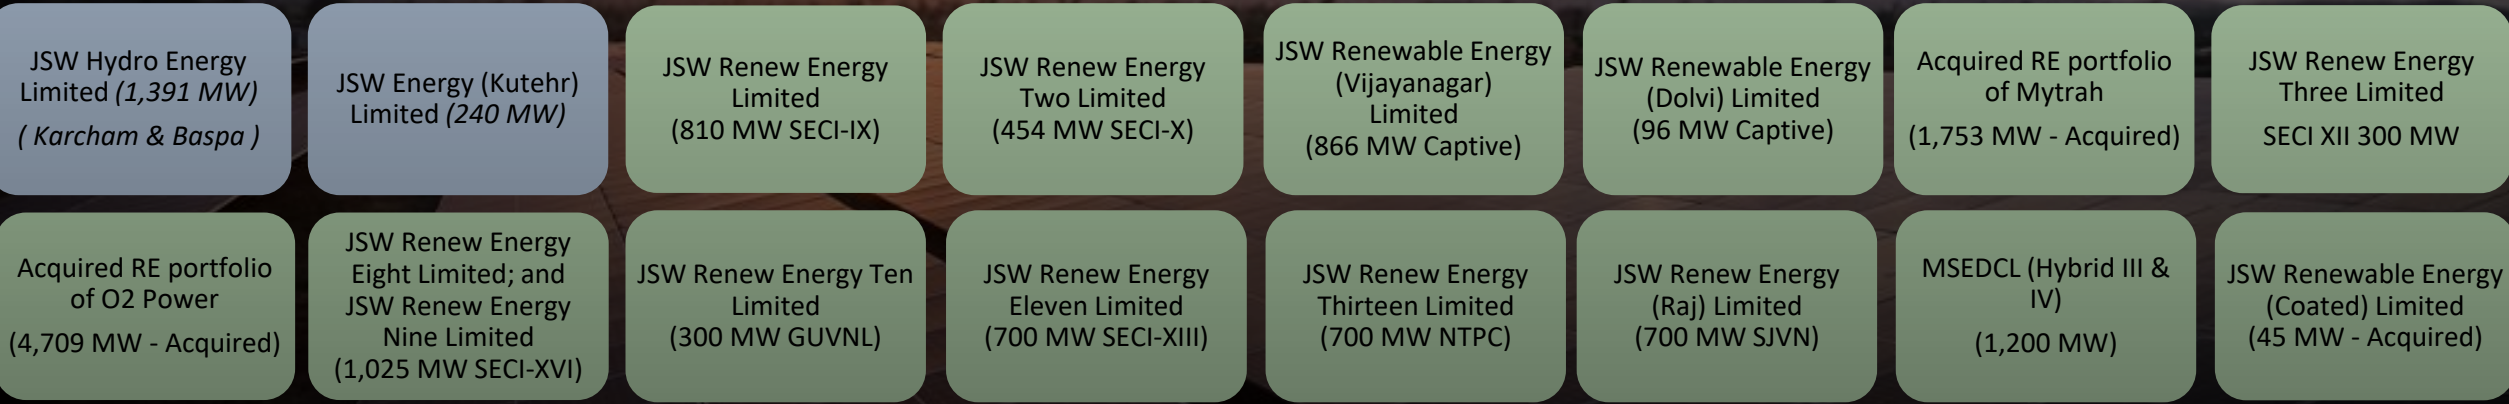 JSW Hydro Energy
Limited (1,391 MW)
( Karcham & Baspa )
JSW Energy (Kutehr)
Limited (240 MW)
JSW Renew Energy
Limited
(810 MW SECI-IX)
JSW Renew Energy
Two Limited
(454 MW SECI-X)
JSW Renewable Energy
(Vijayanagar)
Limited
(866 MW Captive)
JSW Renewable Energy
(Dolvi) Limited
(96 MW Captive)
Acquired RE portfolio
of Mytrah
(1,753 MW - Acquired)
JSW Renew Energy
Three Limited
SECI XII 300 MW
Acquired RE portfolio
of O2 Power
(4,709 MW - Acquired)
JSW Renew Energy
Eight Limited; and
JSW Renew Energy
Nine Limited
(1,025 MW SECI-XVI)
JSW Renew Energy Ten
Limited
(300 MW GUVNL)
JSW Renew Energy
Eleven Limited
(700 MW SECI-XIII)
JSW Renew Energy
Thirteen Limited
(700 MW NTPC)
JSW Renew Energy
(Raj) Limited
(700 MW SJVN)
MSEDCL (Hybrid III &
IV)
(1,200 MW)
JSW Renewable Energy
(Coated) Limited
(45 MW - Acquired)